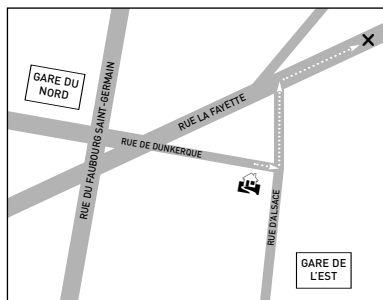 GARE DU
NORD
RUE DU FAUBOURG SAINT-GERMAIN
RUE LA FAYETTE
RUE DE DUNKERQUE
RUE D'ALSACE
GARE DE
L'EST